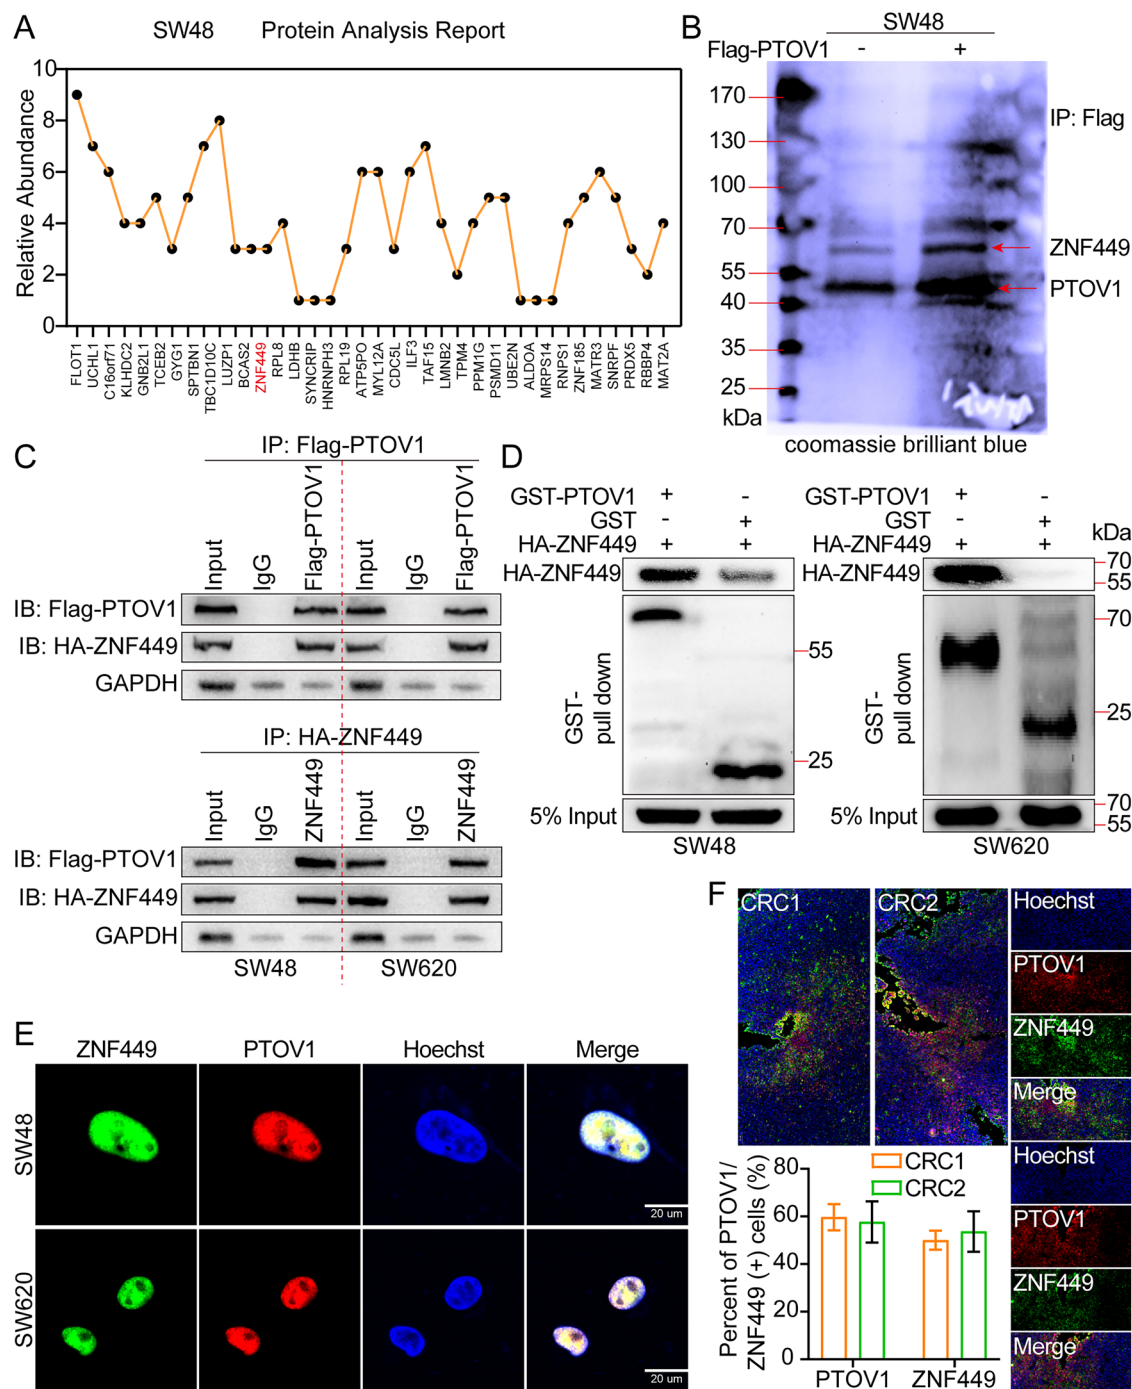 A
SW48 Protein Analysis Report
Relative Abundance
10
8
6
4
2
0
FLOT1
UCHL1
C16orf71
KLHDC2
GNB2L1
TCEB2
GYG1
SPTBN1
TBC1D10C
LUZP1
BCAS2
ZNF449
RPL8
LDHB
SYNCRIP
HNRNPH3
RPL19
ATP5PO
MYL12A
CDC5L
ILF3
TAF15
LMNB2
TPM4
PPM1G
PSMD11
UBE2N
ALDOA
MRPS14
RNPS1
ZNF185
MATR3
SNRPF
PRDX5
RBBP4
MAT2A
B
SW48
Flag-PTOV1 - +
170
130
100
70
55
40
35
25
kDa
IP: Flag
ZNF449
PTOV1
coomassie brilliant blue
C
IP: Flag-PTOV1
Input
IgG
Flag-PTOV1
Input
IgG
Flag-PTOV1
IB: Flag-PTOV1
IB: HA-ZNF449
GAPDH
IP: HA-ZNF449
Input
IgG
ZNF449
Input
IgG
ZNF449
IB: Flag-PTOV1
IB: HA-ZNF449
GAPDH
SW48 SW620
D
GST-PTOV1 + -
GST - +
HA-ZNF449 + +
HA-ZNF449
GST-
pull down
55
25
5% Input
SW48
GST-PTOV1 + -
GST - +
HA-ZNF449 + +
kDa
HA-ZNF449
70
55
GST-
pull down
70
25
5% Input
70
55
SW620
E
ZNF449 PTOV1 Hoechst Merge
SW48
20 um
SW620
20 um
F
CRC1
CRC2
Hoechst
PTOV1
ZNF449
Merge
Hoechst
PTOV1
ZNF449
Merge
Percent of PTOV1/
ZNF449 (+) cells (%)
80
60
40
20
0
CRC1
CRC2
PTOV1 ZNF449